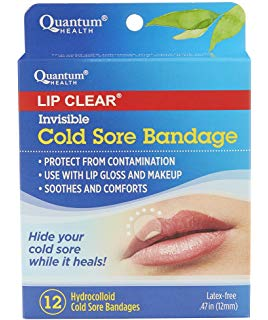 Quantum®
HEALTH
Quantum®
HEALTH
LIP CLEAR®
Invisible
Cold Sore Bandage
• PROTECT FROM CONTAMINATION
• USE WITH LIP GLOSS AND MAKEUP
• SOOTHES AND COMFORTS
Hide your
cold sore
while it heals!
12 Hydrocolloid
Cold Sore Bandages
Latex-free
.47 in (12mm)